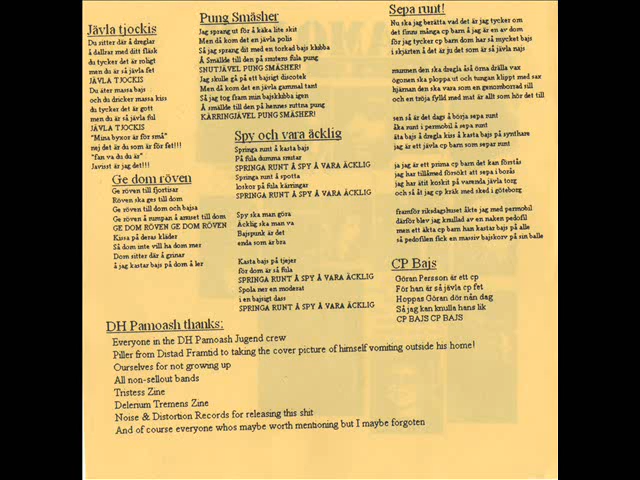 Jävla tjockis
Du sitter där å dreglar
å dallrar med ditt fläsk
du tycker det är roligt
men du är så jävla fet
JÄVLA TJOCKIS
Du äter massa bajs
och du dricker massa kiss
du tycker det är gott
men du är så jävla ful
JÄVLA TJOCKIS
"Mina byxor är för små"
nej det är du som är för fet!!!
"fan va du du är"
Javisst är jag det!!!
Ge dom röven
Ge röven till fjortisar
Röven ska ges till dom
Ge röven till dom och bajsa
Ge röven å rumpan å anuset till dom
GE DOM RÖVEN GE DOM RÖVEN
Kissa på deras kläder
Så dom inte vill ha dom mer
Dom sitter där å grinar
å jag kastar bajs på dom å ler
Pung Smäsher
Jag sprang ut för å käka lite skit
Men då kom det en jävla polis
Så jag sprang dit med en torkad bajs klubba
Å Smällde till den på snutens fula pung
SNUTJÄVEL PUNG SMÄSHER!
Jag skulle gå på ett bajsigt discotek
Men då kom det en jävla gammal tant
Så jag tog fram min bajsklubba igen
Å smällde till den på hennes ruttna pung
KÄRRINGJÄVEL PUNG SMÄSHER!
Spy och vara äcklig
Springa runt å kasta bajs
På fula dumma snutar
SPRINGA RUNT Å SPY Å VARA ÄCKLIG
Springa runt å spotta
loskor på fula kärringar
SPRINGA RUNT Å SPY Å VARA ÄCKLIG
Spy ska man göra
Äcklig ska man va
Bajspunk är det
enda som är bra
Kasta bajs på tjejer
för dom är så fula
SPRINGA RUNT Å SPY Å VARA ÄCKLIG
Spola ner en moderat
i en bajsigt dass
SPRINGA RUNT Å SPY Å VARA ÄCKLIG
Sepa runt!
Nu ska jag berätta vad det är jag tycker om
det finns många cp barn å jag är en av dom
för jag tycker cp barn dom har så mycket bajs
i skjärten å det är ju det som är så jävla najs
munnen ska dregla åså örna drälla vax
ögonen ska ploppa ut och tungan klippt med sax
hjärnan den ska vara som en genomborrad sill
och en tröja fylld med mat är allt som hör det till
sen så är det dags å börja sepa runt
åka runt i permobil å sepa runt
äta bajs å dregla kiss å kasta bajs på synthare
jag är ett jävla cp barn som separ runt
ja jag är ett prima cp barn det kan förstås
jag har tillåmed försökt att sepa i borås
jag har ätit koskit på varenda jävla torg
och så åt jag cp kräk med sked i göteborg
framför riksdagshuset åkte jag med permobil
därför blev jag knullad av en naken pedofil
men ett äkta cp barn han kastar bajs på alla
så pedofilen fick en massiv bajskorv på sin balle
CP Bajs
Göran Persson är ett cp
För han är så jävla cp fet
Hoppas Göran dör nån dag
Så jag kan knulla hans lik
CP BAJS CP BAJS
DH Pamoash thanks:
Everyone in the DH Pamoash Jugend crew
Piller from Distad Framtid to taking the cover picture of himself vomiting outside his home!
Ourselves for not growing up
All non-sellout bands
Tristess Zine
Delerium Tremens Zine
Noise & Distortion Records for releasing this shit
And of course everyone whos maybe worth mentioning but I maybe forgoten